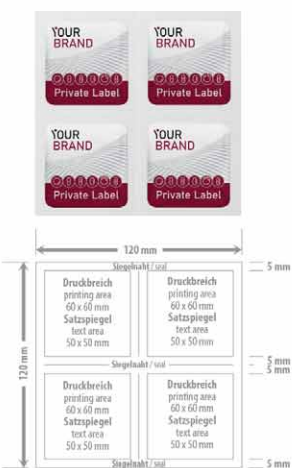 YOUR
BRAND
Private Label
YOUR
BRAND
Private Label
YOUR
BRAND
Private Label
YOUR
BRAND
Private Label
120 mm
Siegelnaht / seal
5 mm
120 mm
Druckbreich
printing area
60 x 60 mm
Satzspiegel
text area
50 x 50 mm
Druckbreich
printing area
60 x 60 mm
Satzspiegel
text area
50 x 50 mm
Siegelnaht / seal
5 mm
5 mm
Druckbreich
printing area
60 x 60 mm
Satzspiegel
text area
50 x 50 mm
Druckbreich
printing area
60 x 60 mm
Satzspiegel
text area
50 x 50 mm
Siegelnaht / seal
5 mm